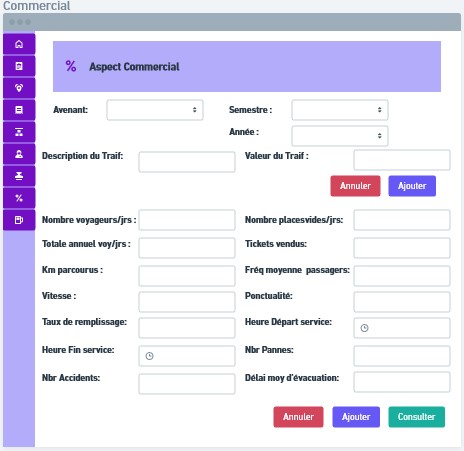 Commercial
% Aspect Commercial
Avenant: Semestre :
Année :
Description du Traif: Valeur du Traif :
Annuler Ajouter
Nombre voyageurs/jrs : Nombre placesvides/jrs:
Totale annuel voy/jrs : Tickets vendus:
Km parcourus : Fréq moyenne passagers:
Vitesse : Ponctualité:
Taux de remplissage: Heure Départ service:
Heure Fin service: Nbr Pannes:
Nbr Accidents: Délai moy d'évacuation:
Annuler Ajouter Consulter